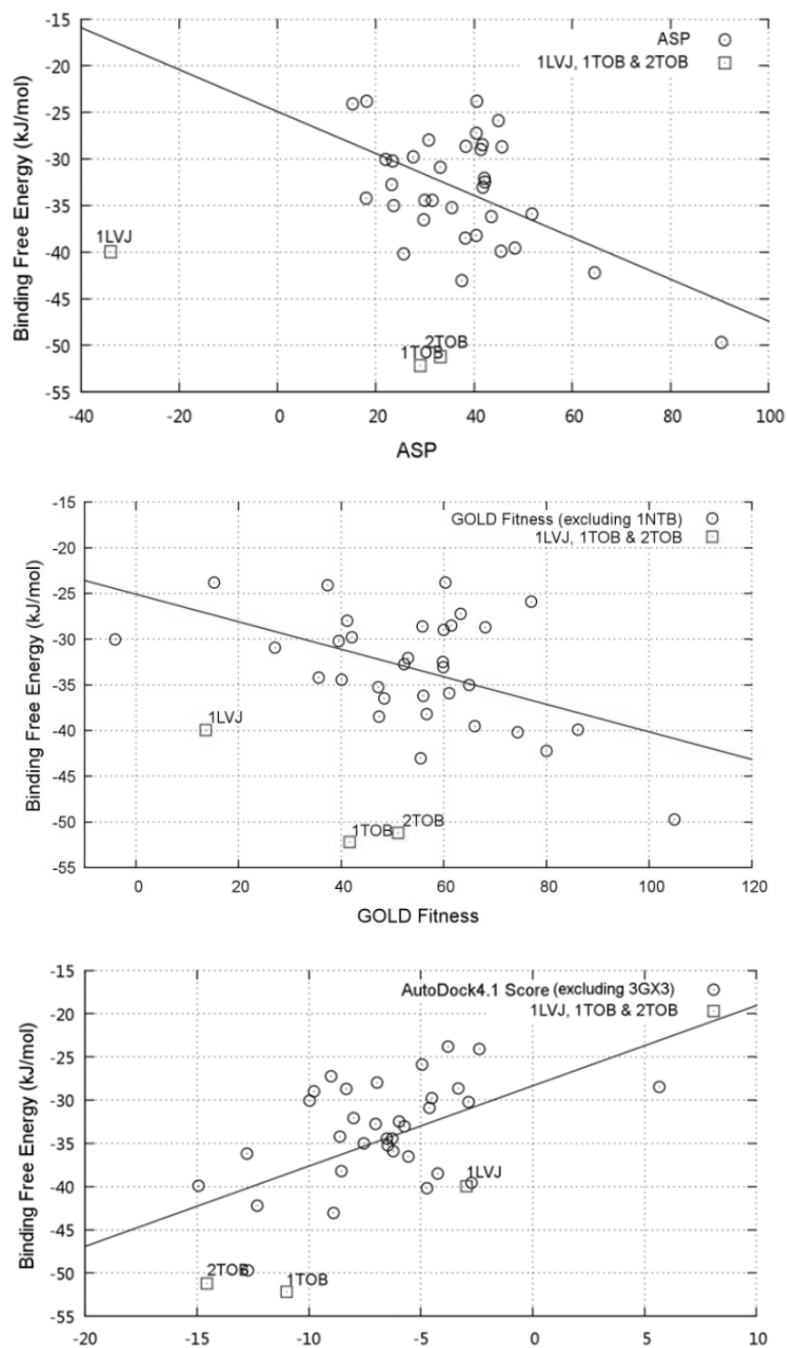 -15
-20
-25
-30
-35
-40
-45
-50
-55
Binding Free Energy (kJ/mol)
ASP
1LVJ, 1TOB & 2TOB
1LVJ
2TOB
1TOB
-40 -20 0 20 40 60 80 100
ASP
-15
-20
-25
-30
-35
-40
-45
-50
-55
Binding Free Energy (kJ/mol)
GOLD Fitness (excluding 1NTB)
1LVJ, 1TOB & 2TOB
1LVJ
1TOB
2TOB
0 20 40 60 80 100 120
GOLD Fitness
-15
-20
-25
-30
-35
-40
-45
-50
-55
Binding Free Energy (kJ/mol)
AutoDock4.1 Score (excluding 3GX3)
1LVJ, 1TOB & 2TOB
1LVJ
2TOB
1TOB
-20 -15 -10 -5 0 5 10